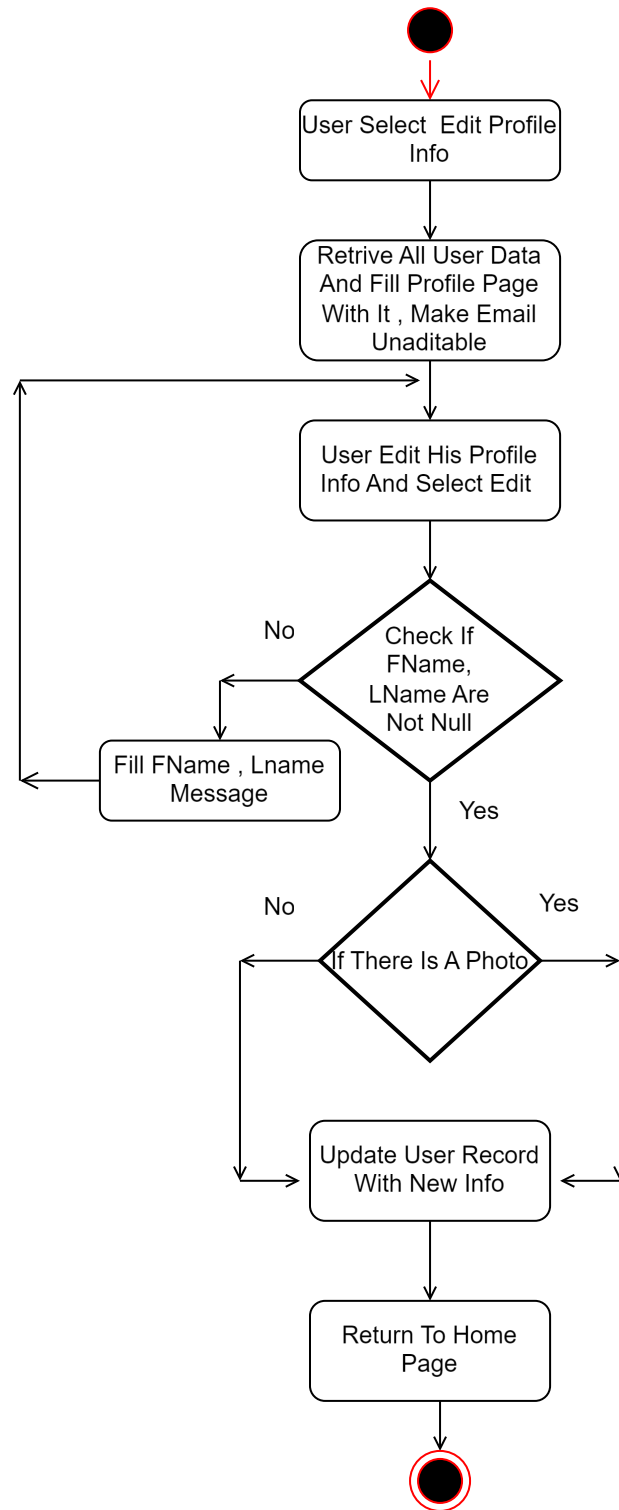 User Select  Edit Profile
Info
Retrive All User Data
And Fill Profile Page
With It , Make Email
Unaditable
User Edit His Profile
Info And Select Edit
No
Check If
FName,
LName Are
Not Null
Fill FName , Lname
Message
Yes
No
Yes
If There Is A Photo
Update User Record
With New Info
Return To Home
Page